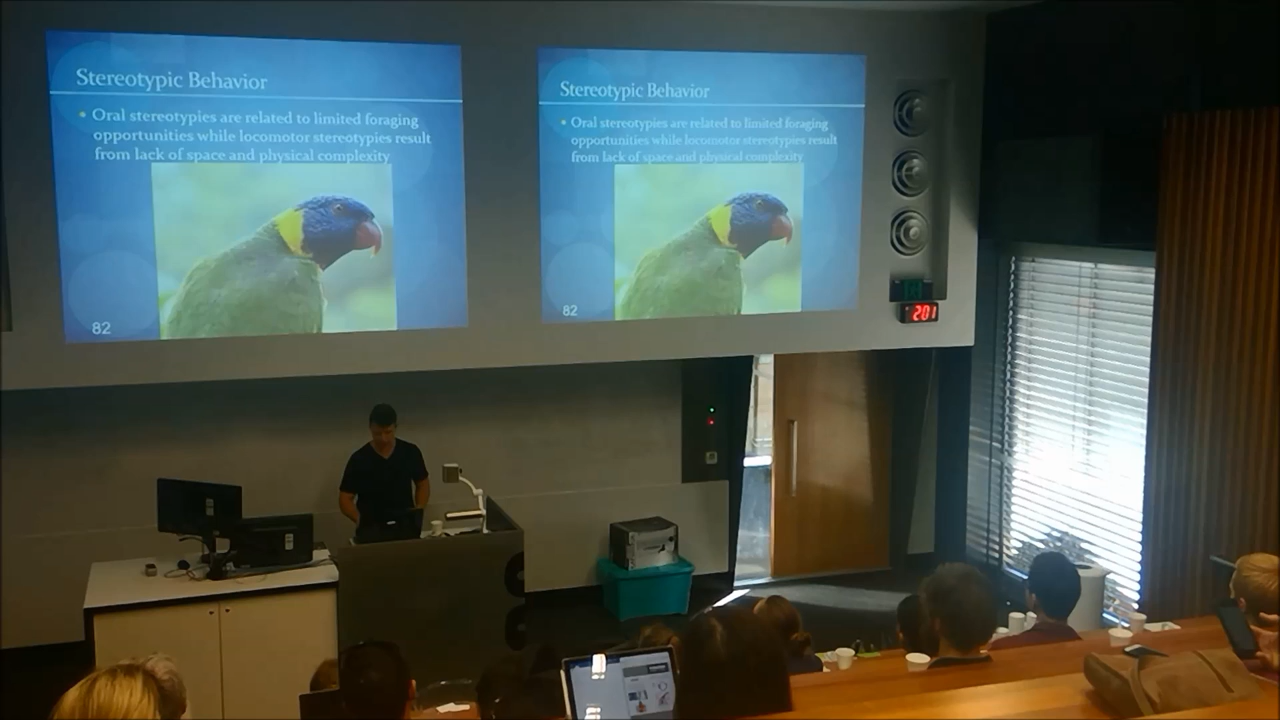 Stereotypic Behavior
Oral stereotypies are related to limited foraging
opportunities while locomotor stereotypies result
from lack of space and physical complexity
82
Stereotypic Behavior
Oral stereotypies are related to limited foraging
opportunities while locomotor stereotypies result
from lack of space and physical complexity
82
201